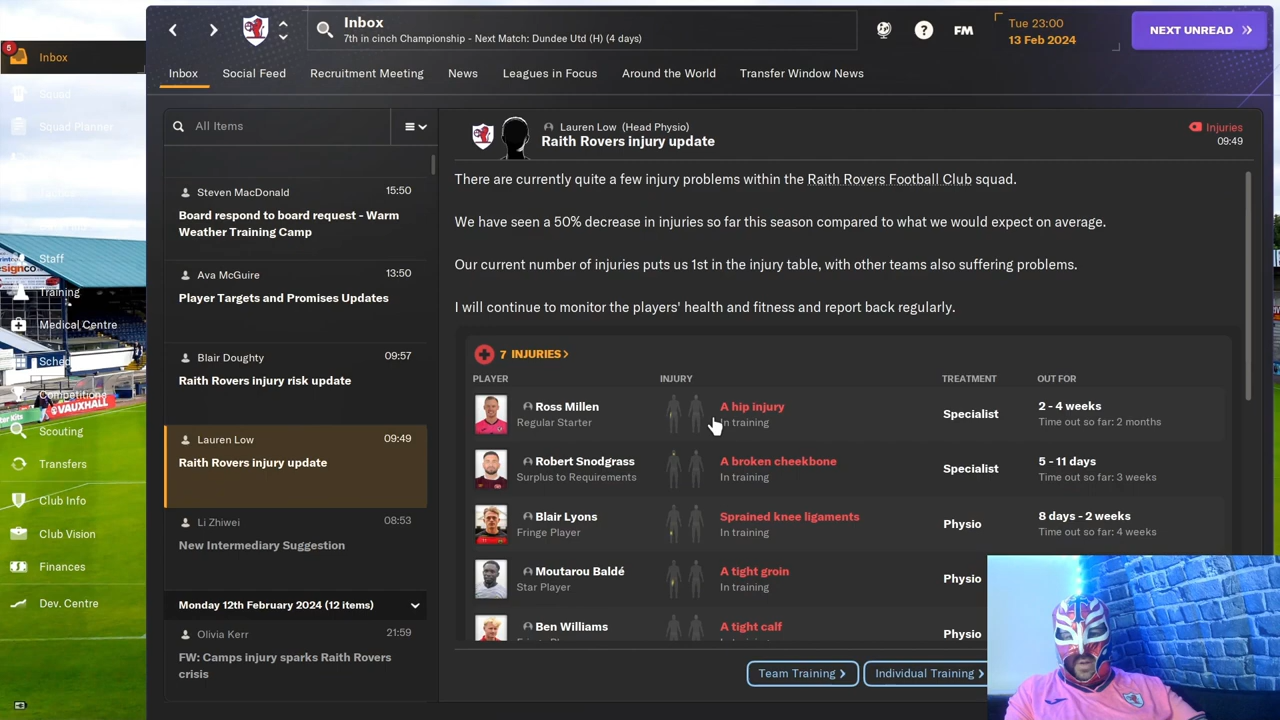 Inbox
7th in cinch Championship - Next Match: Dundee Utd (H) (4 days)
FM
Tue 23:00
13 Feb 2024
NEXT UNREAD
6
Inbox
Squad
Squad Planner
Staff
Training
Medical Centre
Sched
Competitions
Scouting
Transfers
Club Info
Club Vision
Finances
Dev. Centre
VAUXHALL
Inbox
Social Feed
Recruitment Meeting
News
Leagues in Focus
Around the World
Transfer Window News
All Items
Steven MacDonald 15:50
Board respond to board request - Warm
Weather Training Camp
Ava McGuire 13:50
Player Targets and Promises Updates
Blair Doughty 09:57
Raith Rovers injury risk update
Lauren Low 09:49
Raith Rovers injury update
Li Zhiwei 08:53
New Intermediary Suggestion
Monday 12th February 2024 (12 items)
Olivia Kerr 21:59
FW: Camps injury sparks Raith Rovers
crisis
Lauren Low (Head Physio)
Raith Rovers injury update
Injuries
09:49
There are currently quite a few injury problems within the Raith Rovers Football Club squad.
We have seen a 50% decrease in injuries so far this season compared to what we would expect on average.
Our current number of injuries puts us 1st in the injury table, with other teams also suffering problems.
I will continue to monitor the players' health and fitness and report back regularly.
7 INJURIES>
PLAYER INJURY TREATMENT OUT FOR
Ross Millen A hip injury Specialist 2 - 4 weeks
Regular Starter In training Time out so far: 2 months
Robert Snodgrass A broken cheekbone Specialist 5 - 11 days
Surplus to Requirements In training Time out so far: 3 weeks
Blair Lyons Sprained knee ligaments Physio 8 days - 2 weeks
Fringe Player In training Time out so far: 4 weeks
Moutarou Baldé A tight groin Physio
Star Player In training
Ben Williams A tight calf Physio
Team Training >
Individual Training >